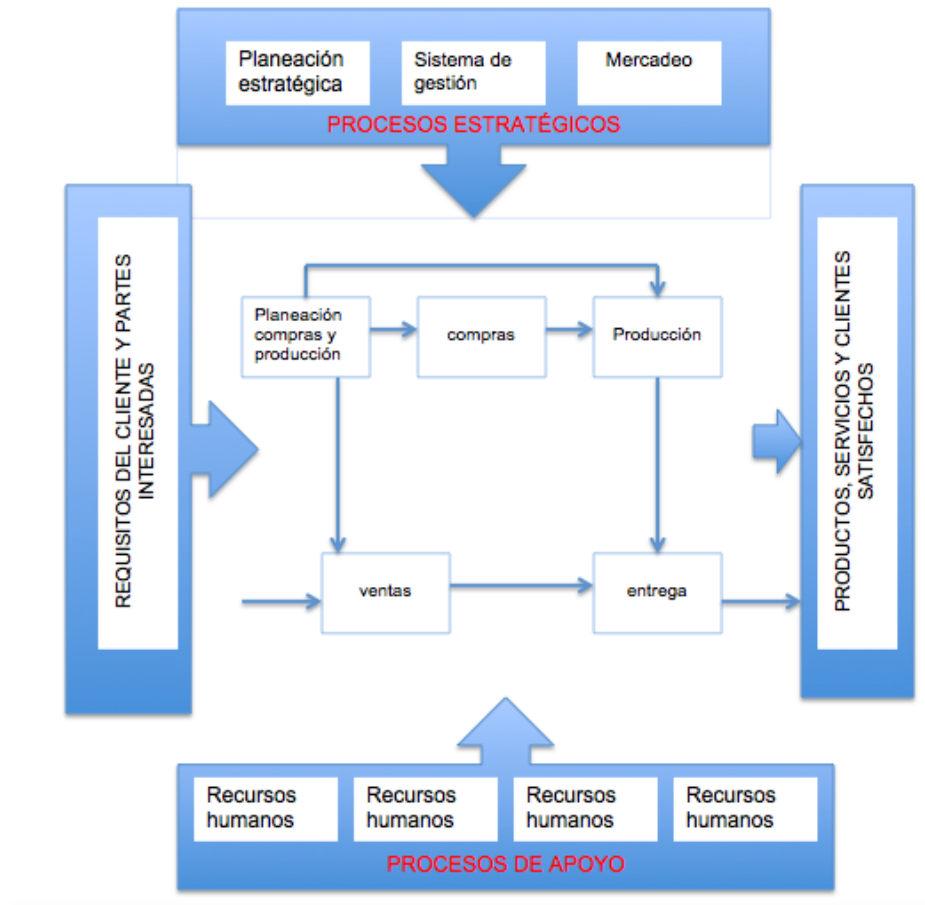 Planeación
estratégica
Sistema de
gestión
Mercadeo
PROCESOS ESTRATÉGICOS
REQUISITOS DEL CLIENTE Y PARTES
INTERESADAS
Planeación
compras y
producción
compras
Producción
ventas
entrega
PRODUCTOS, SERVICIOS Y CLIENTES
SATISFECHOS
Recursos
humanos
Recursos
humanos
Recursos
humanos
Recursos
humanos
PROCESOS DE APOYO